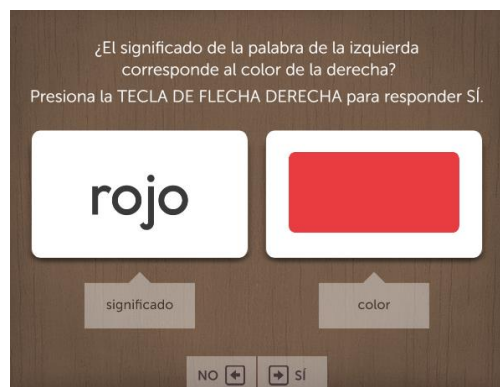 ¿El significado de la palabra de la izquierda
corresponde al color de la derecha?
Presiona la TECLA DE FLECHA DERECHA para responder SÍ.
rojo
significado
color
NO SÍ